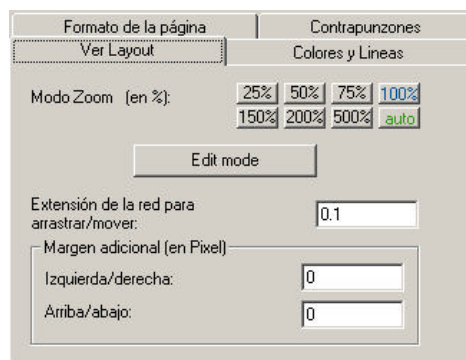 Formato de la página
Contrapunzones
Ver Layout
Colores y Lineas
Modo Zoom (en %):
25% 50% 75% 100%
150% 200% 500% auto
Edit mode
Extensión de la red para
arrastrar/mover:
0.1
Margen adicional (en Pixel)
Izquierda/derecha:
0
Arriba/abajo:
0